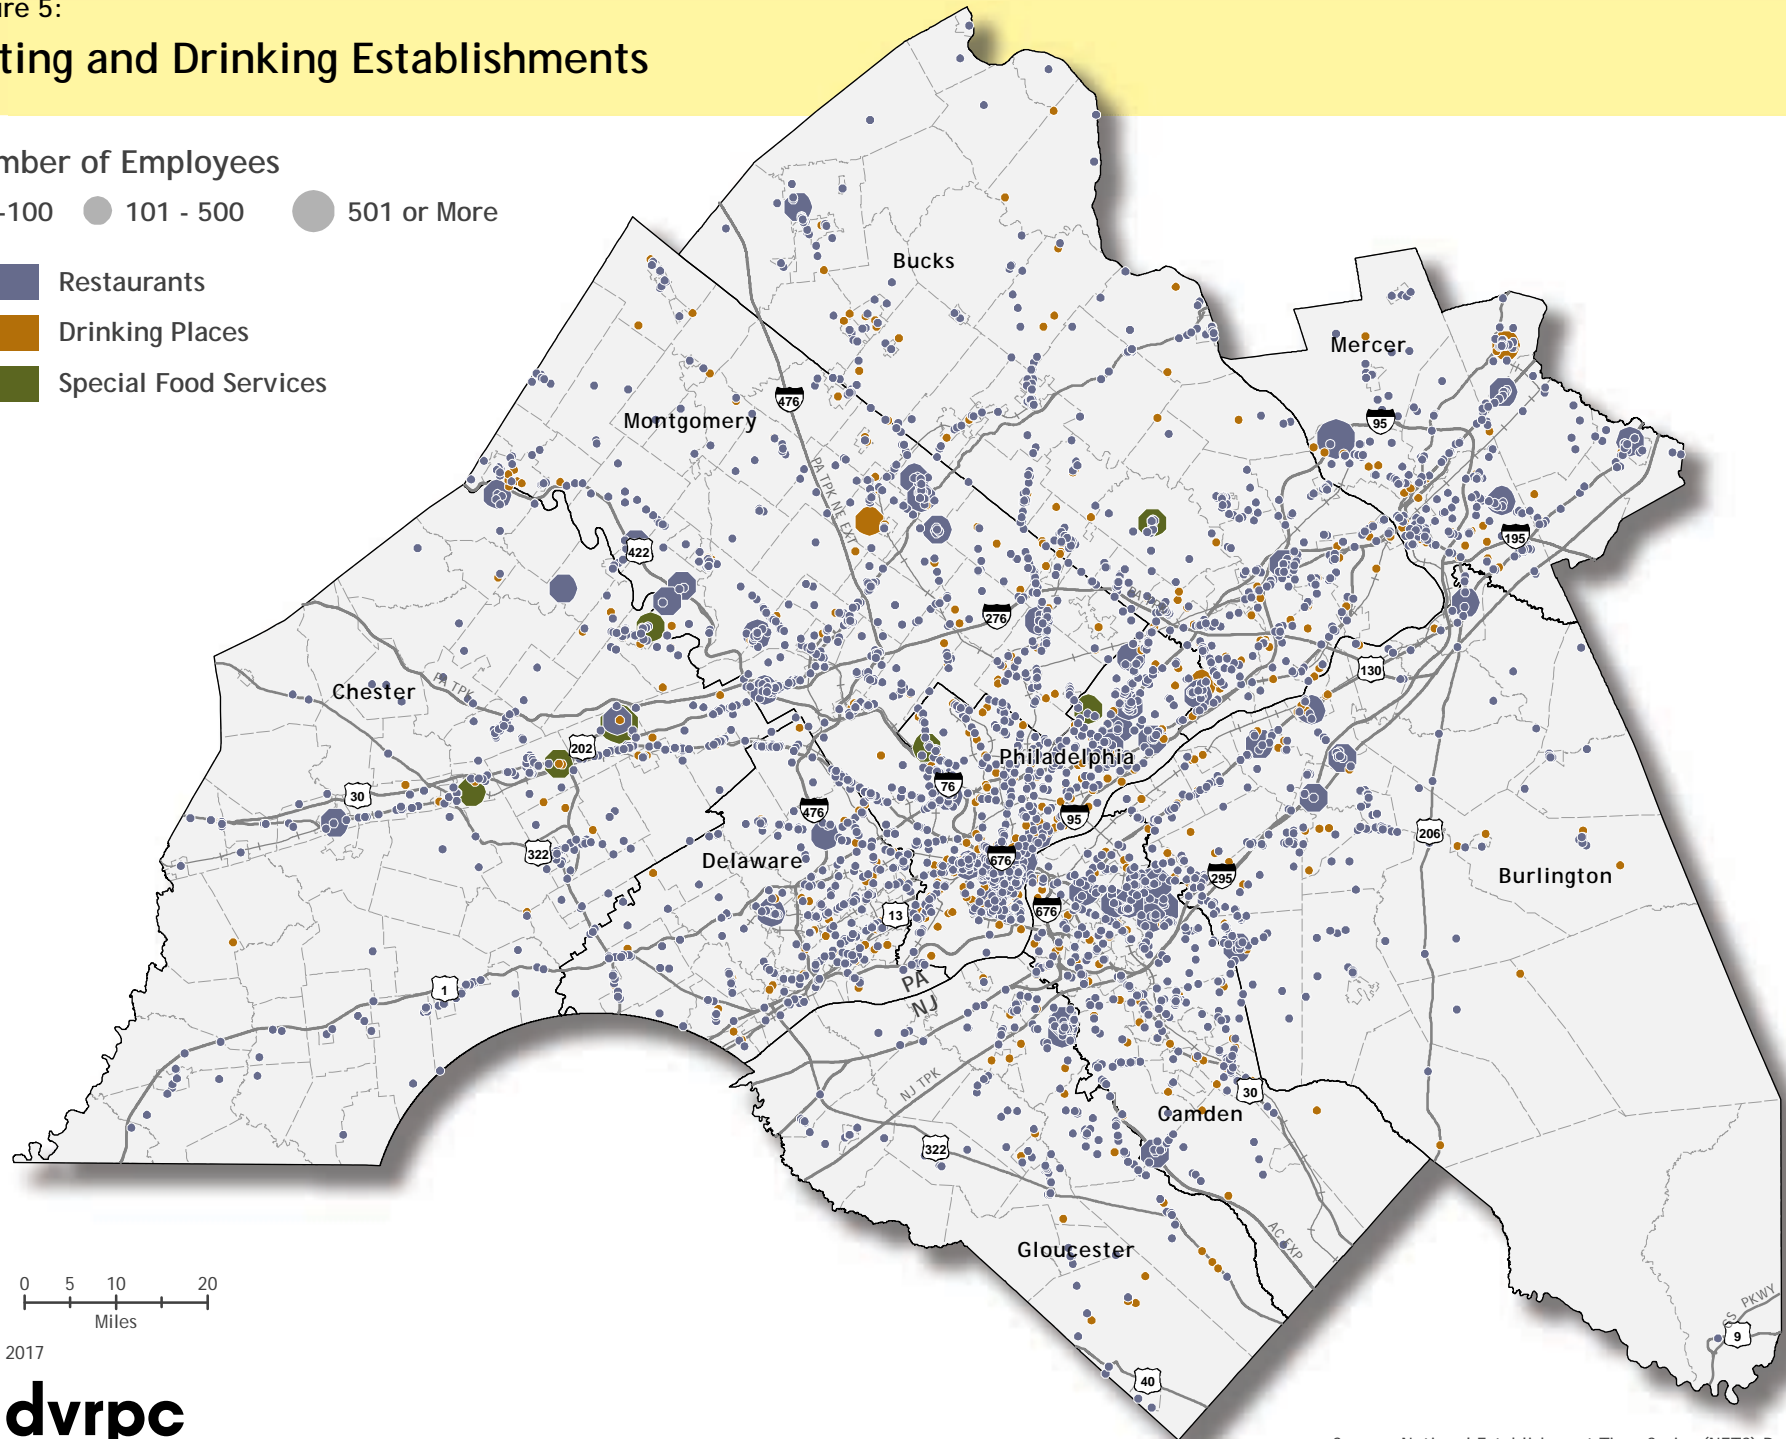 ure 5:
ting and Drinking Establishments
mber of Employees
-100
101 - 500
501 or More
Restaurants
Drinking Places
Special Food Services
Bucks
Mercer
Montgomery
476
95
PA TPK NE EXT
422
195
276
Chester
PA TPK
130
202
Philadelphia
30
76
476
95
206
322
Delaware
676
295
Burlington
13
676
1
PA
NJ
NJ TPK
30
Camden
322
AC EXP
Gloucester
0 5 10 20
Miles
GS PKWY
9
2017
40
dvrpc